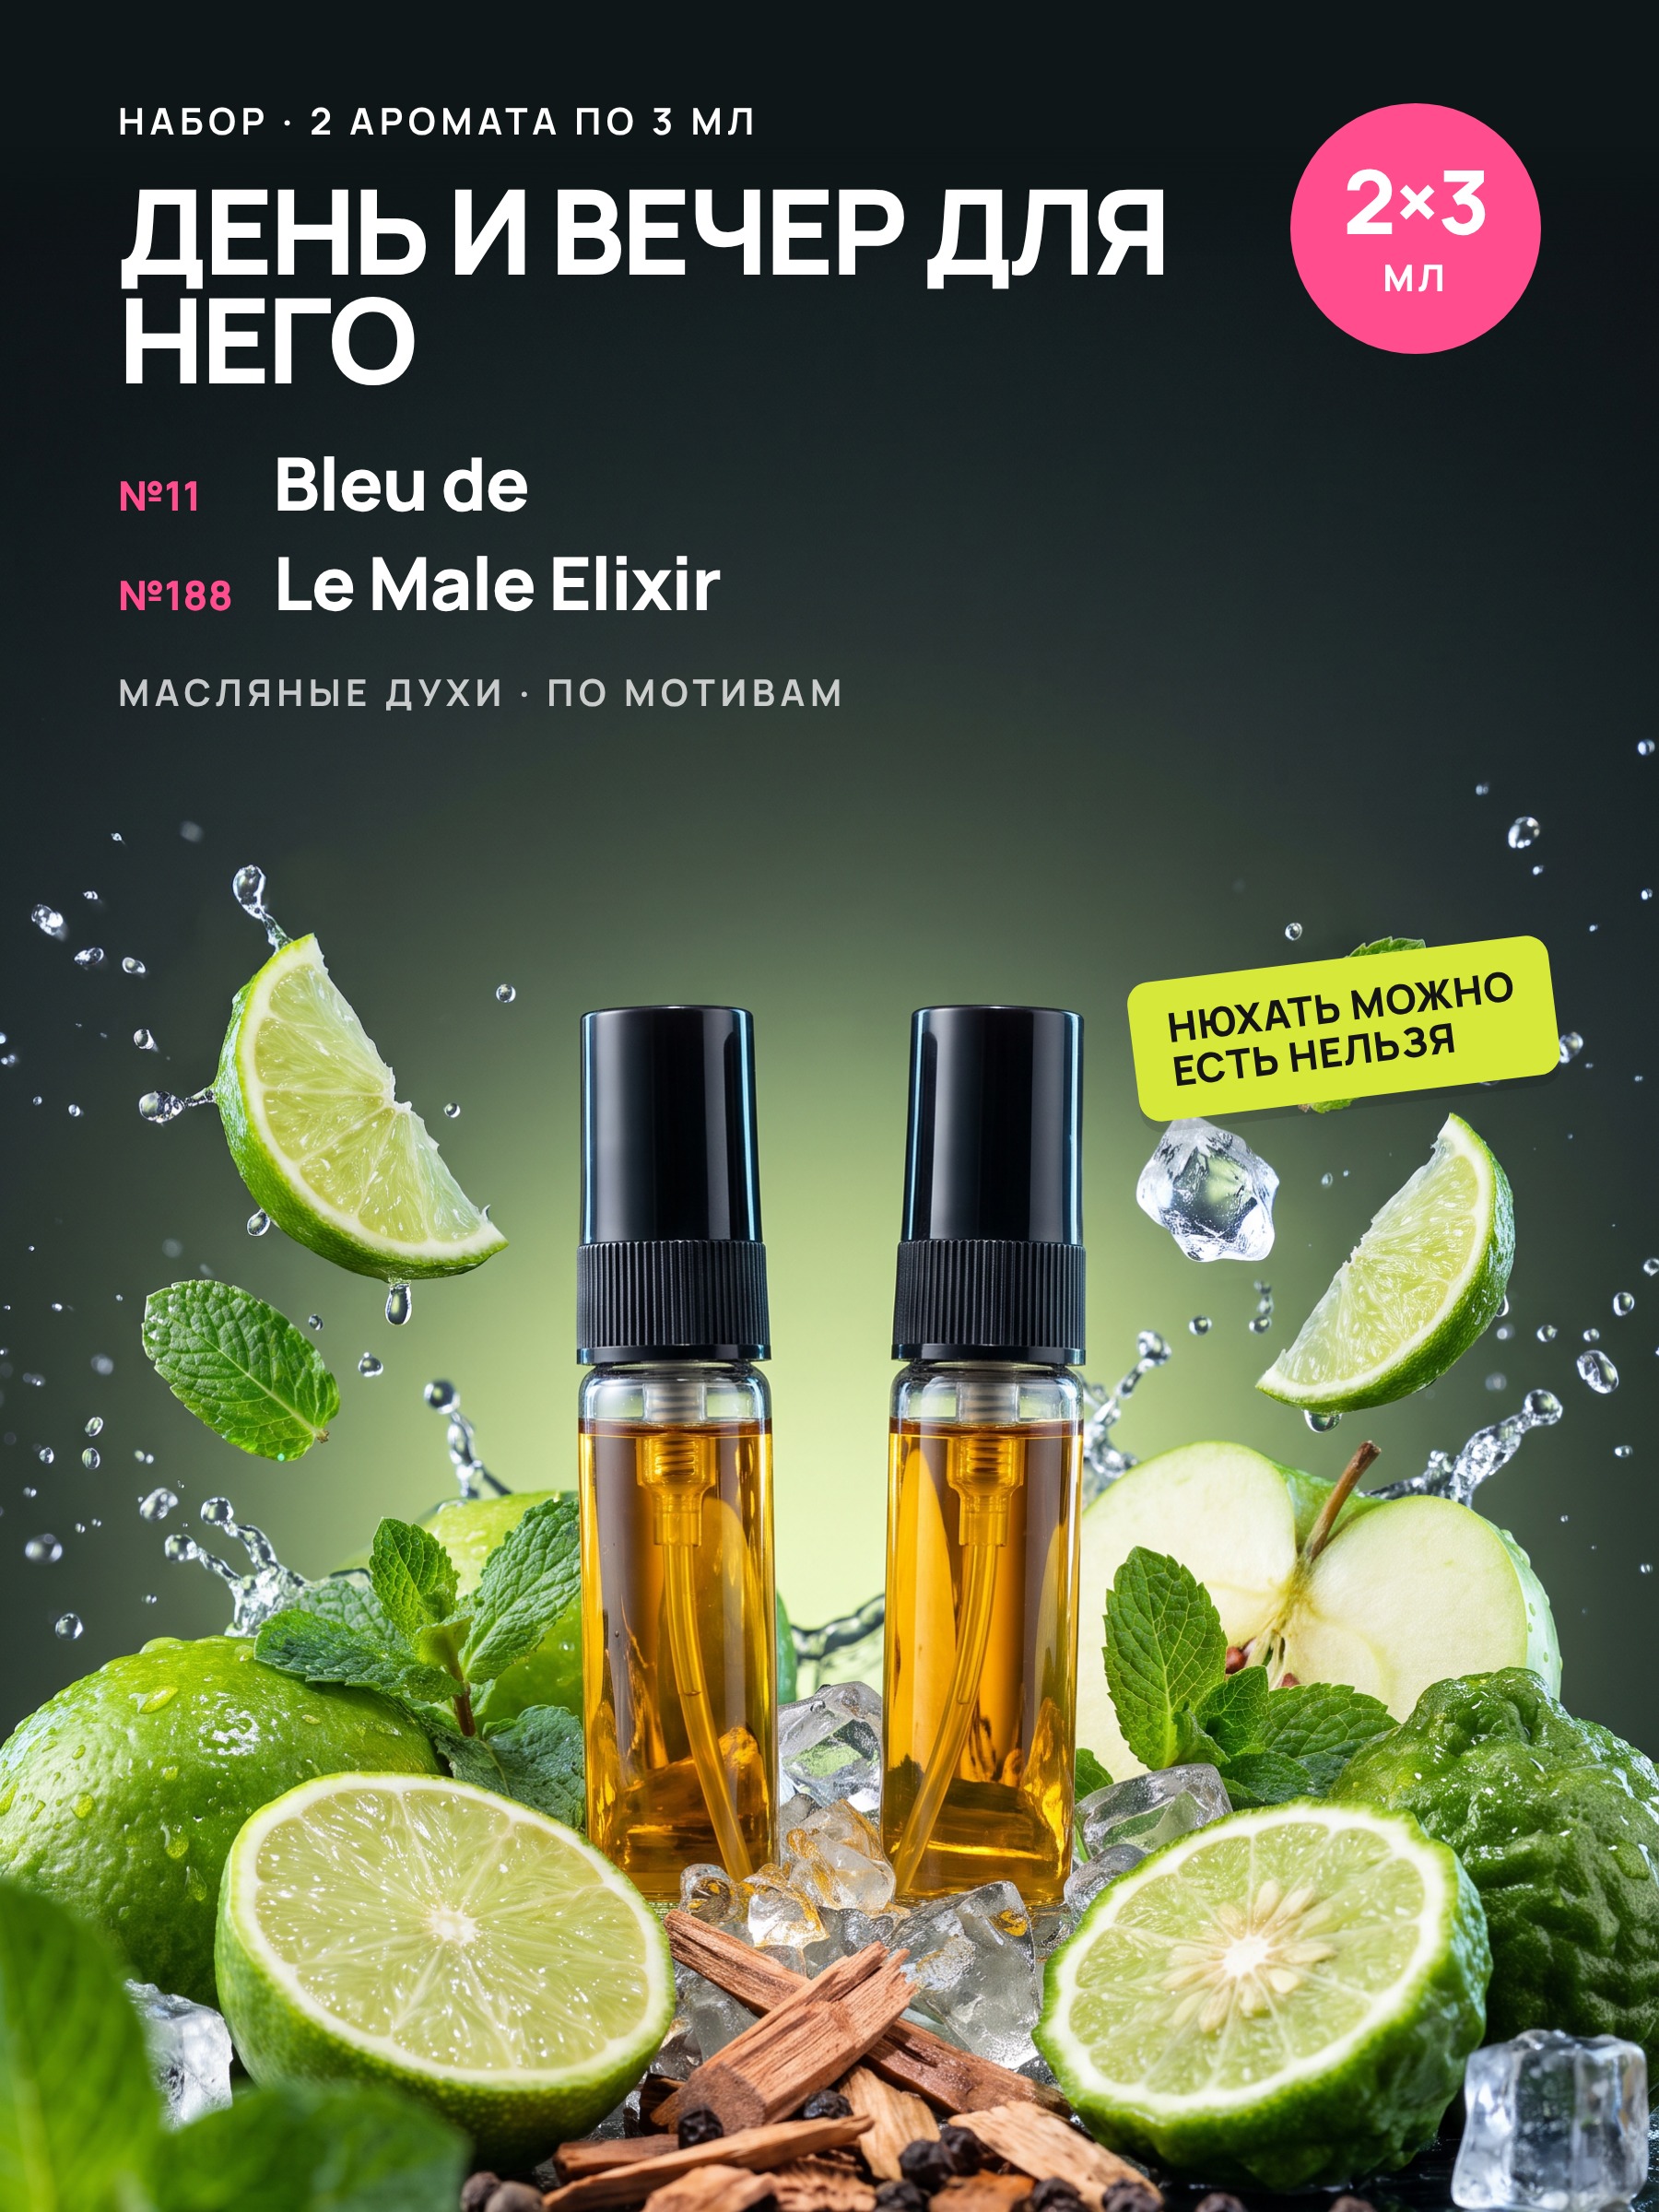 НАБОР · 2 АРОМАТА ПО 3 МЛ
ДЕНЬ И ВЕЧЕР ДЛЯ
НЕГО
2×3
МЛ
№11 Bleu de
№188 Le Male Elixir
МАСЛЯНЫЕ ДУХИ · ПО МОТИВАМ
НЮХАТЬ МОЖНО
ЕСТЬ НЕЛЬЗЯ